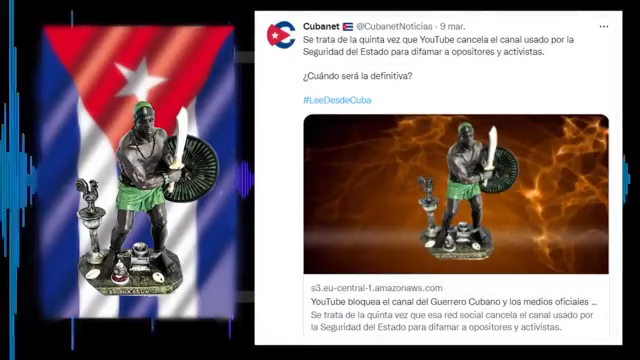 Cubanet 🇨🇺 @CubanetNoticias · 9 mar.
Se trata de la quinta vez que YouTube cancela el canal usado por la
Seguridad del Estado para difamar a opositores y activistas.
¿Cuándo será la definitiva?
#LeeDesdeCuba
s3.eu-central-1.amazonaws.com
YouTube bloquea el canal del Guerrero Cubano y los medios oficiales ...
Se trata de la quinta vez que esa red social cancela el canal usado por
la Seguridad del Estado para difamar a opositores y activistas.